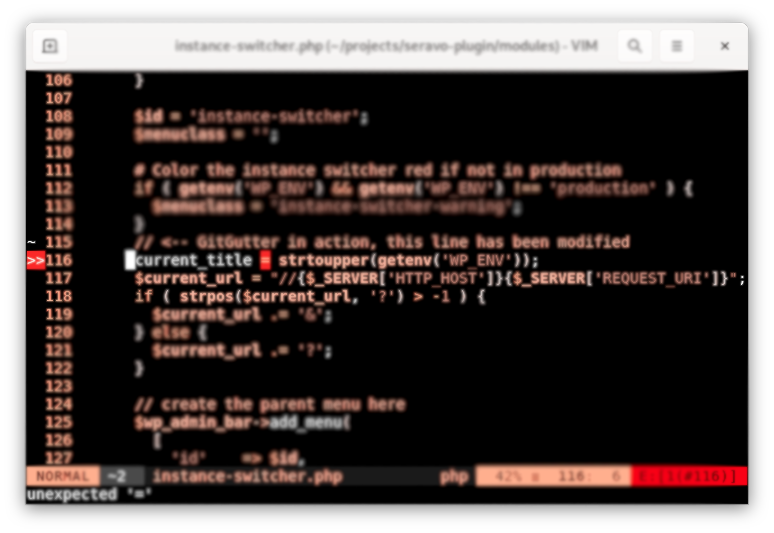 instance-switcher.php (~/projects/seravo-plugin/modules) - VIM
106 }
107
108 $id = 'instance-switcher';
109 $menuclass = '';
110
111 # Color the instance switcher red if not in production
112 if ( getenv('WP_ENV') && getenv('WP_ENV') !== 'production' ) {
113 $menuclass = 'instance-switcher-warning';
114 }
~ 115 // <-- GitGutter in action, this line has been modified
>>116 current_title = strtoupper(getenv('WP_ENV'));
117 $current_url = "//{$_SERVER['HTTP_HOST']}{$_SERVER['REQUEST_URI']}";
118 if ( strpos($current_url, '?') > -1 ) {
119 $current_url .= '&';
120 } else {
121 $current_url .= '?';
122 }
123
124 // create the parent menu here
125 $wp_admin_bar->add_menu(
126 [
127 'id' => $id,
NORMAL ~2 instance-switcher.php php 42% 116: 6 E:[1(#116)]
unexpected '='